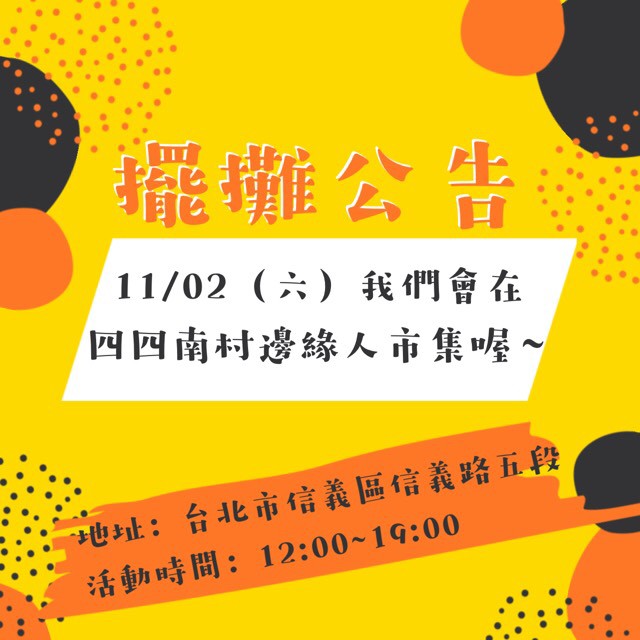 擺攤公告
11/02（六）我們會在
四四南村邊緣人市集喔~
地址：台北市信義區信義路五段
活動時間：12:00~19:00